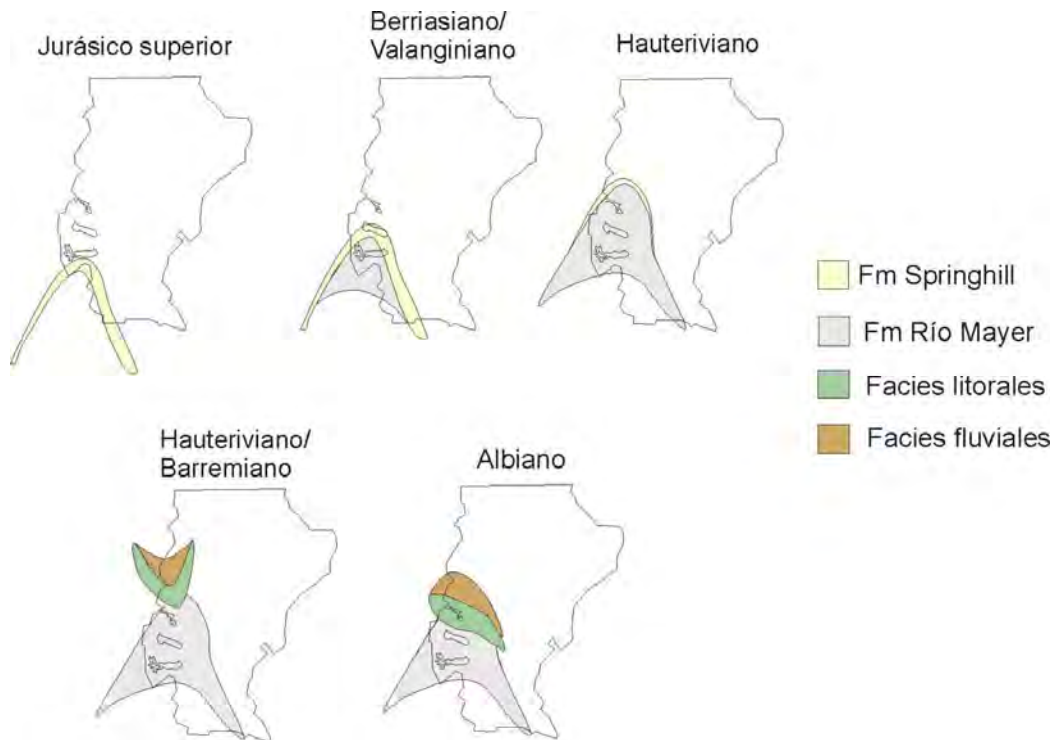 Jurásico superior
Berriasiano/
Valanginiano
Hauteriviano
Fm Springhill
Fm Río Mayer
Facies litorales
Facies fluviales
Hauteriviano/
Barremiano
Albiano